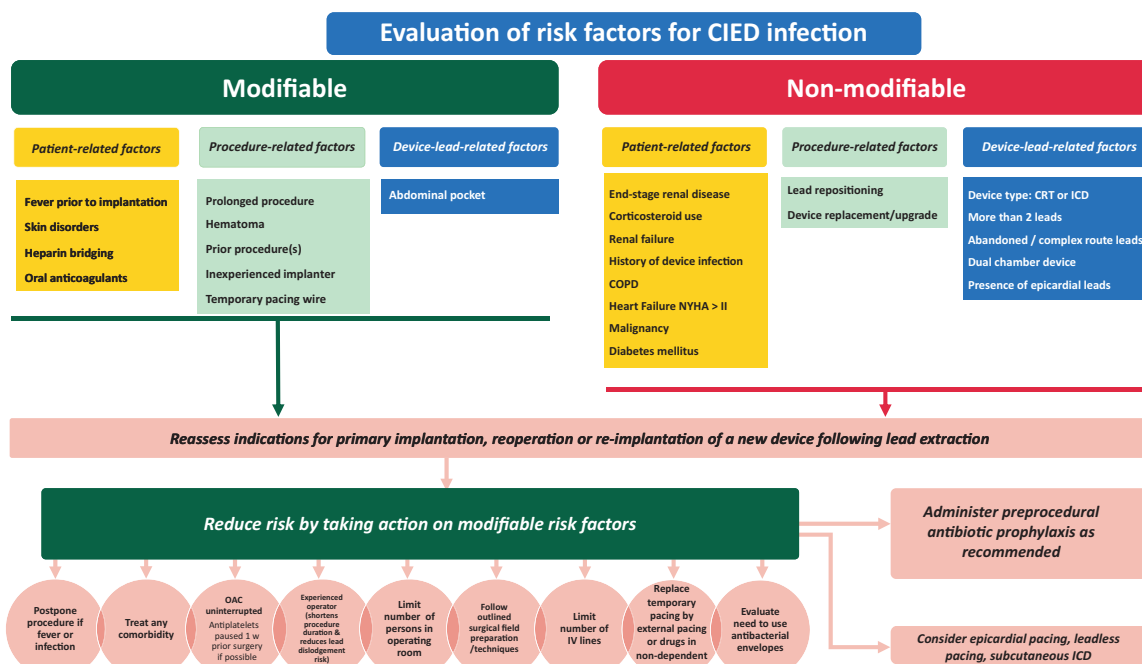 Evaluation of risk factors for CIED infection
Modifiable
Patient-related factors
Fever prior to implantation
Skin disorders
Heparin bridging
Oral anticoagulants
Procedure-related factors
Prolonged procedure
Hematoma
Prior procedure(s)
Inexperienced implanter
Temporary pacing wire
Device-lead-related factors
Abdominal pocket
Non-modifiable
Patient-related factors
End-stage renal disease
Corticosteroid use
Renal failure
History of device infection
COPD
Heart Failure NYHA > II
Malignancy
Diabetes mellitus
Procedure-related factors
Lead repositioning
Device replacement/upgrade
Device-lead-related factors
Device type: CRT or ICD
More than 2 leads
Abandoned / complex route leads
Dual chamber device
Presence of epicardial leads
Reassess indications for primary implantation, reoperation or re-implantation of a new device following lead extraction
Reduce risk by taking action on modifiable risk factors
Administer preprocedural
antibiotic prophylaxis as
recommended
Postpone
procedure if
fever or
infection
Treat any
comorbidity
OAC
uninterrupted
Antiplatelets
paused 1 w
prior surgery
if possible
Experienced
operator
(shortens
procedure
duration &
reduces lead
dislodgement
risk)
Limit
number of
persons in
operating
room
Follow
outlined
surgical field
preparation
/techniques
Limit
number of
IV lines
Replace
temporary
pacing by
external pacing
or drugs in
non-dependent
Evaluate
need to use
antibacterial
envelopes
Consider epicardial pacing, leadless
pacing, subcutaneous ICD